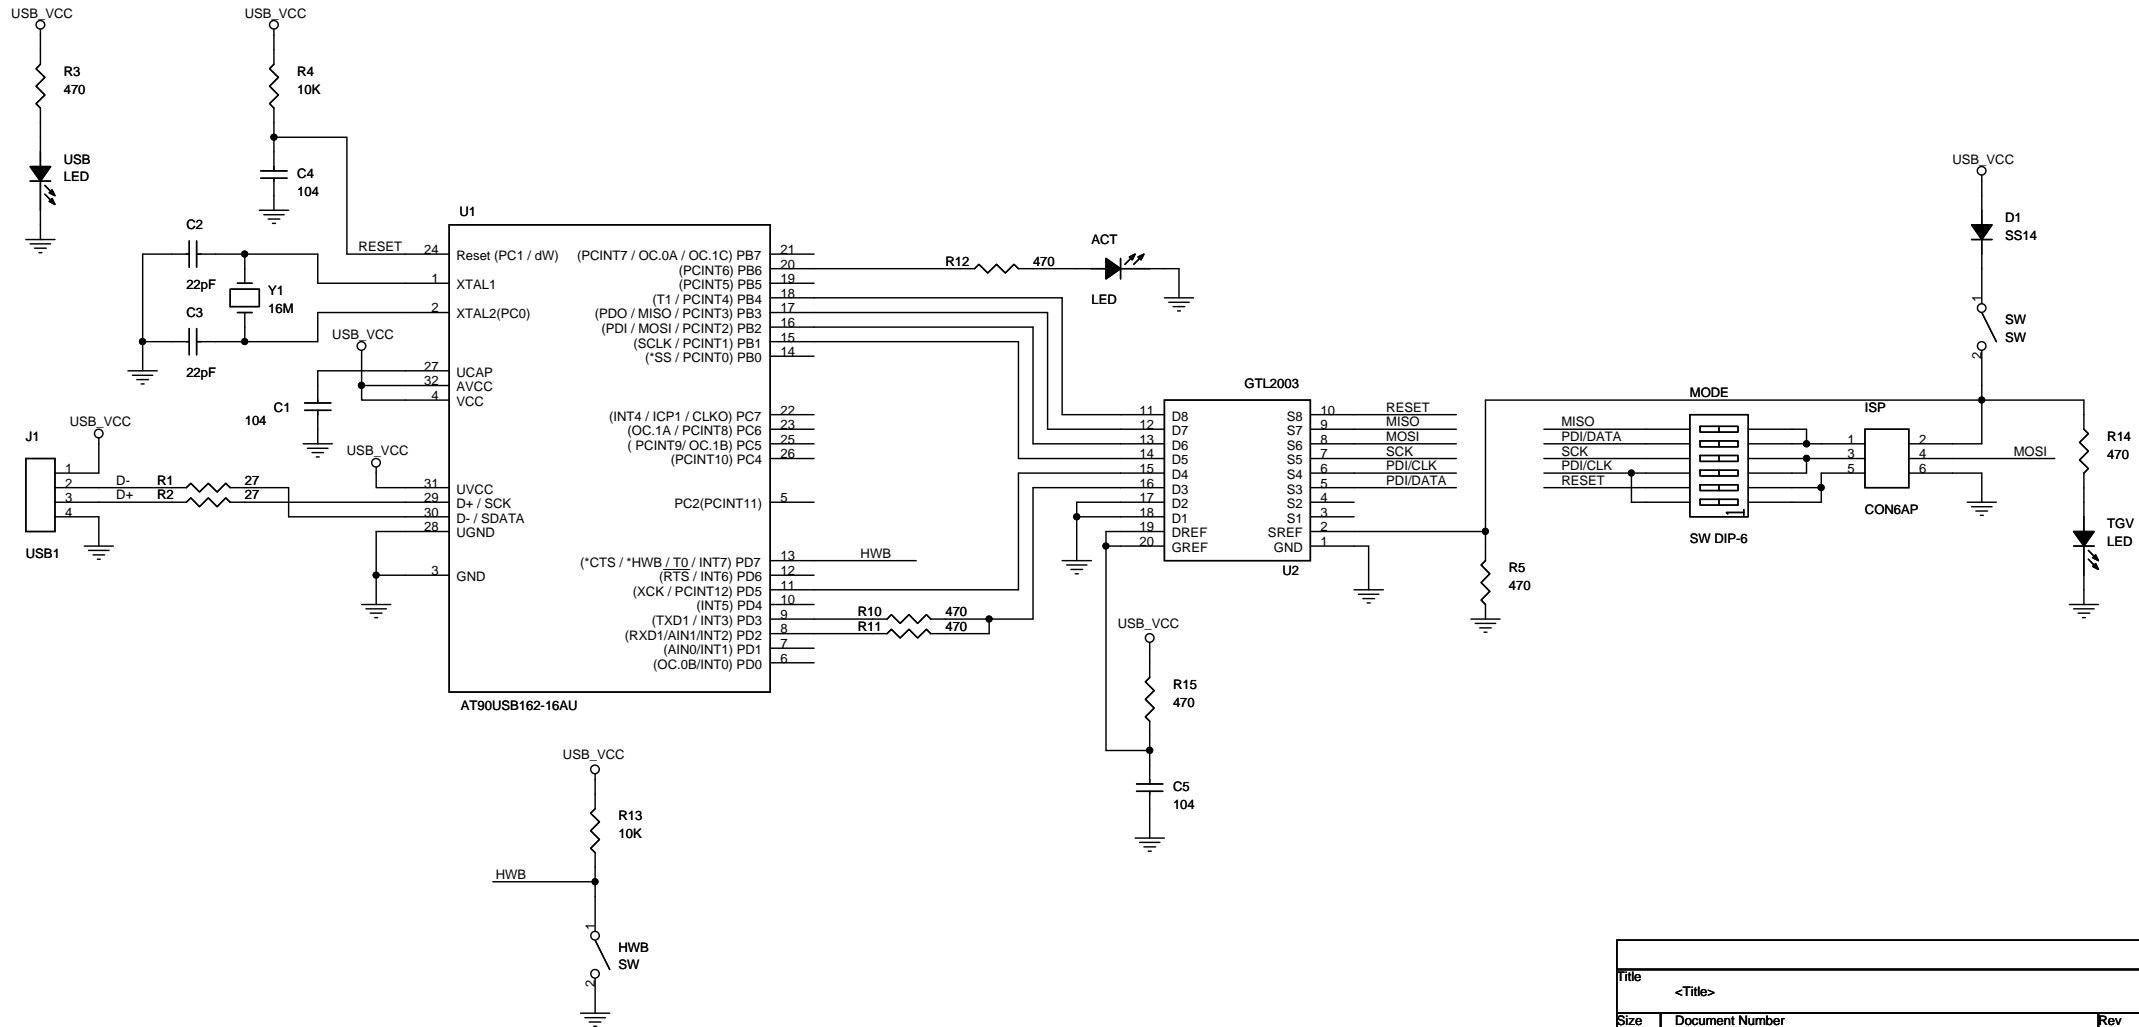 USB_VCC
R3
470
USB
LED
USB_VCC
R4
10K
C4
104
C2
22pF
Y1
16M
C3
22pF
USB_VCC
C1
104
J1
USB_VCC
1
2
3
4
D-
D+
R1
27
R2
27
USB1
USB_VCC
U1
RESET
24 Reset (PC1 / dW)
1 XTAL1
2 XTAL2(PC0)
27 UCAP
32 AVCC
4 VCC
31 UVCC
29 D+ / SCK
30 D- / SDATA
28 UGND
3 GND
(PCINT7 / OC.0A / OC.1C) PB7 21
(PCINT6) PB6 20
(PCINT5) PB5 19
(T1 / PCINT4) PB4 18
(PDO / MISO / PCINT3) PB3 17
(PDI / MOSI / PCINT2) PB2 16
(SCLK / PCINT1) PB1 15
(*SS / PCINT0) PB0 14
(INT4 / ICP1 / CLKO) PC7 22
(OC.1A / PCINT8) PC6 23
( PCINT9/ OC.1B) PC5 25
(PCINT10) PC4 26
PC2(PCINT11) 5
(*CTS / *HWB / T0 / INT7) PD7 13
(RTS / INT6) PD6 12
(XCK / PCINT12) PD5 11
(INT5) PD4 10
(TXD1 / INT3) PD3 9
(RXD1/AIN1/INT2) PD2 8
(AIN0/INT1) PD1 7
(OC.0B/INT0) PD0 6
AT90USB162-16AU
HWB
R10 470
R11 470
R12 470
ACT
LED
GTL2003
11 D8
12 D7
13 D6
14 D5
15 D4
16 D3
17 D2
18 D1
19 DREF
20 GREF
S8 10 RESET
S7 9 MISO
S6 8 MOSI
S5 7 SCK
S4 6 PDI/CLK
S3 5 PDI/DATA
S2 4
S1 3
SREF 2
GND 1
U2
R5
470
USB_VCC
R15
470
C5
104
USB_VCC
R13
10K
HWB
1
HWB
SW
2
USB_VCC
D1
SS14
1
SW
SW
2
MODE
MISO
PDI/DATA
SCK
PDI/CLK
RESET
1
SW DIP-6
ISP
1 2
3 4
5 6
CON6AP
MOSI
R14
470
TGV
LED
Title
<Title>
Size
Document Number
Rev